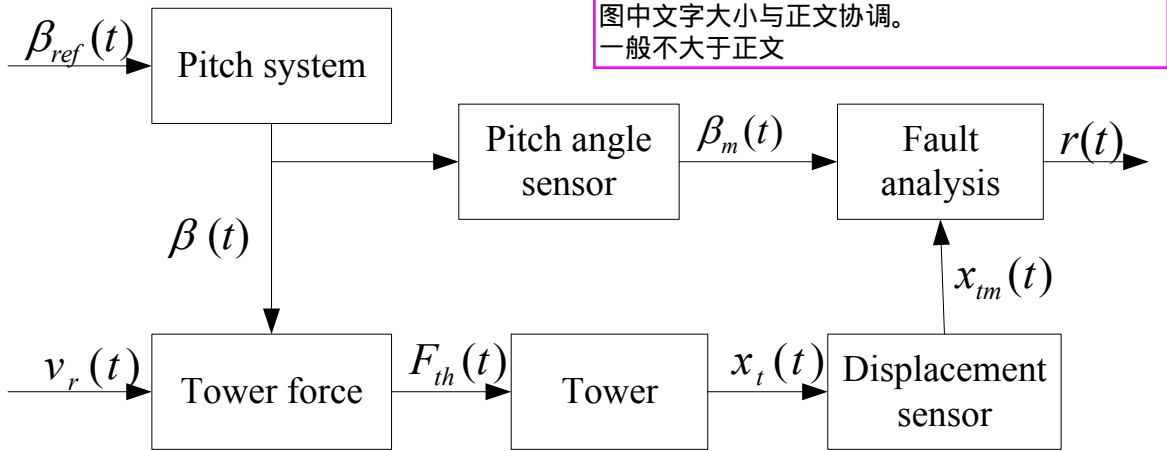 图中文字大小与正文协调。
一般不大于正文
β_ref(t)
Pitch system
Pitch angle
sensor
β_m(t)
Fault
analysis
r(t)
β(t)
x_tm(t)
v_r(t)
Tower force
F_th(t)
Tower
x_t(t)
Displacement
sensor